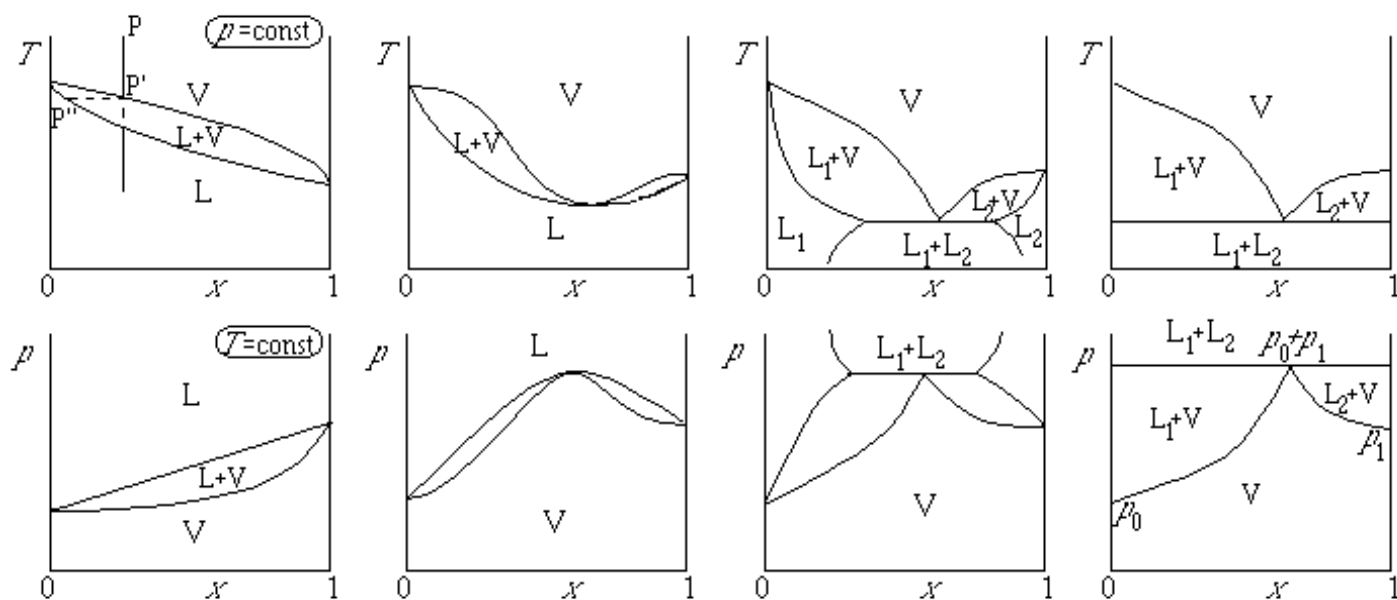 P p=const
T T T T
P' V V V V
P" L+V L+V L₁+V L₁+V
L₂+V L₂+V
L L L₁ L₁+L₂ L₂ L₁+L₂
0 x 1 0 x 1 0 x 1 0 x 1
p T=const p L p L₁+L₂ p L₁+L₂ p₀+p₁
L L₂+V
L₁+V p₁
L+V
V V V p₀ V
0 x 1 0 x 1 0 x 1 0 x 1